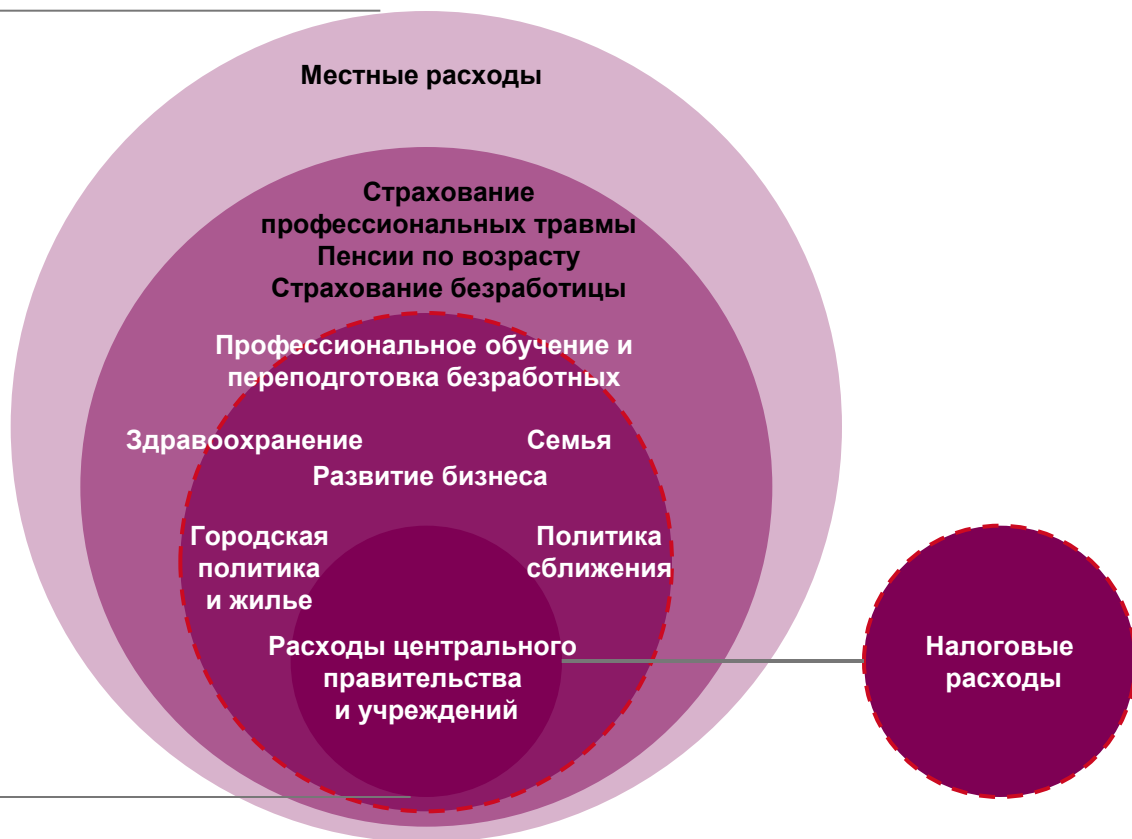 Местные расходы
Страхование
профессиональных травмы
Пенсии по возрасту
Страхование безработицы
Профессиональное обучение и
переподготовка безработных
Здравоохранение
Семья
Развитие бизнеса
Городская
политика
и жилье
Политика
сближения
Расходы центрального
правительства
и учреждений
Налоговые
расходы